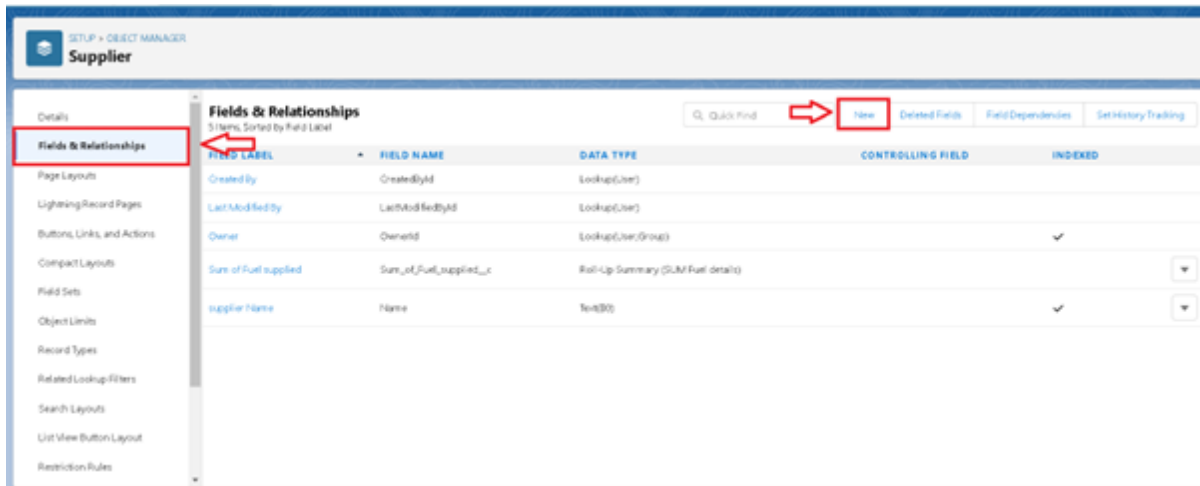 SETUP > OBJECT MANAGER
Supplier
Details
Fields & Relationships
Page Layouts
Lightning Record Pages
Buttons, Links, and Actions
Compact Layouts
Field Sets
Object Limits
Record Types
Related Lookup Filters
Search Layouts
List View Button Layout
Restriction Rules
Fields & Relationships
5 Items, Sorted by Field Label
Quick Find
New
Deleted Fields
Field Dependencies
Set History Tracking
FIELD LABEL FIELD NAME DATA TYPE CONTROLLING FIELD INDEXED
Created By CreatedById Lookup(User)
Last Modified By LastModifiedById Lookup(User)
Owner OwnerId Lookup(User,Group)
Sum of Fuel supplied Sum_of_Fuel_supplied__c Roll-Up Summary (SUM Fuel details)
supplier Name Name Text(80)